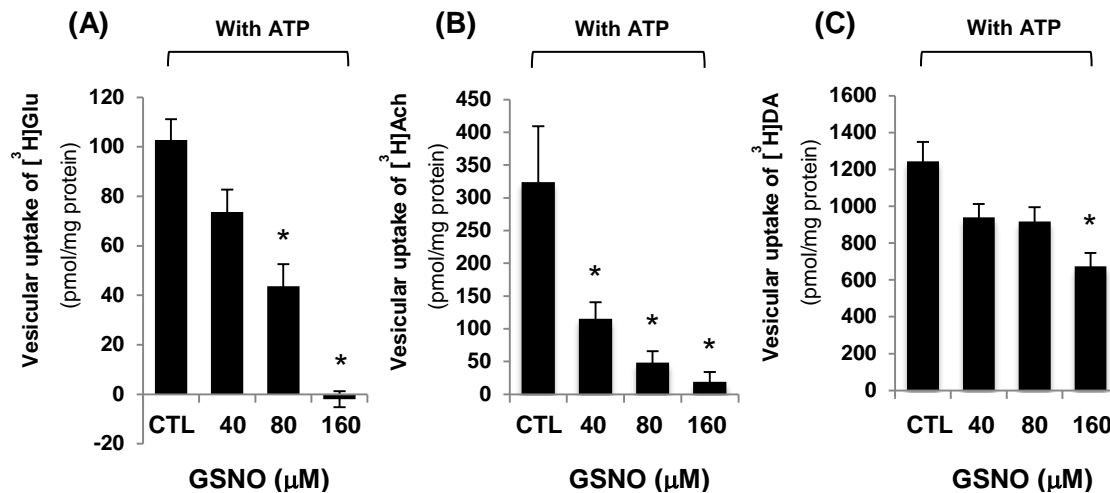 (A)
With ATP
Vesicular uptake of [³H]Glu
(pmol/mg protein)
120
100
80
60
40
20
0
-20
CTL 40 80 160
* *
GSNO (μM)
(B)
With ATP
Vesicular uptake of [³H]Ach
(pmol/mg protein)
450
400
350
300
250
200
150
100
50
0
CTL 40 80 160
* * *
GSNO (μM)
(C)
With ATP
Vesicular uptake of [³H]DA
(pmol/mg protein)
1600
1400
1200
1000
800
600
400
200
0
CTL 40 80 160
*
GSNO (μM)